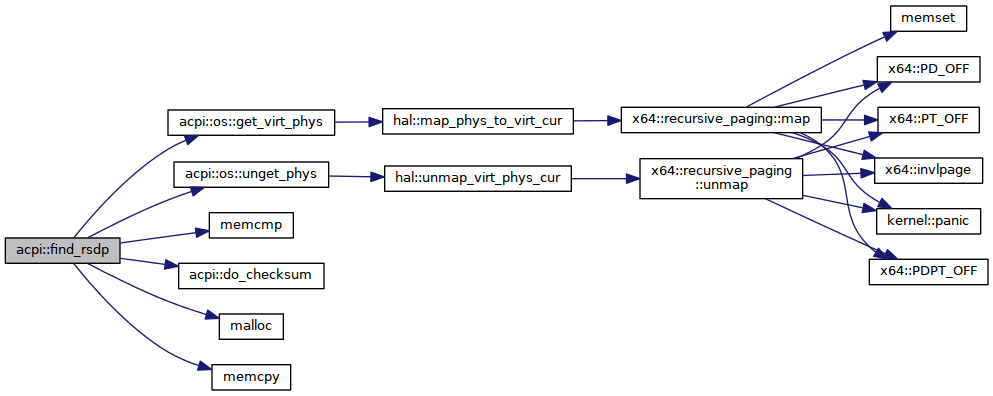 acpi::find_rsdp
acpi::os::get_virt_phys
acpi::os::unget_phys
memcmp
acpi::do_checksum
malloc
memcpy
hal::map_phys_to_virt_cur
hal::unmap_virt_phys_cur
x64::recursive_paging::map
x64::recursive_paging
::unmap
memset
x64::PD_OFF
x64::PT_OFF
x64::invlpage
kernel::panic
x64::PDPT_OFF